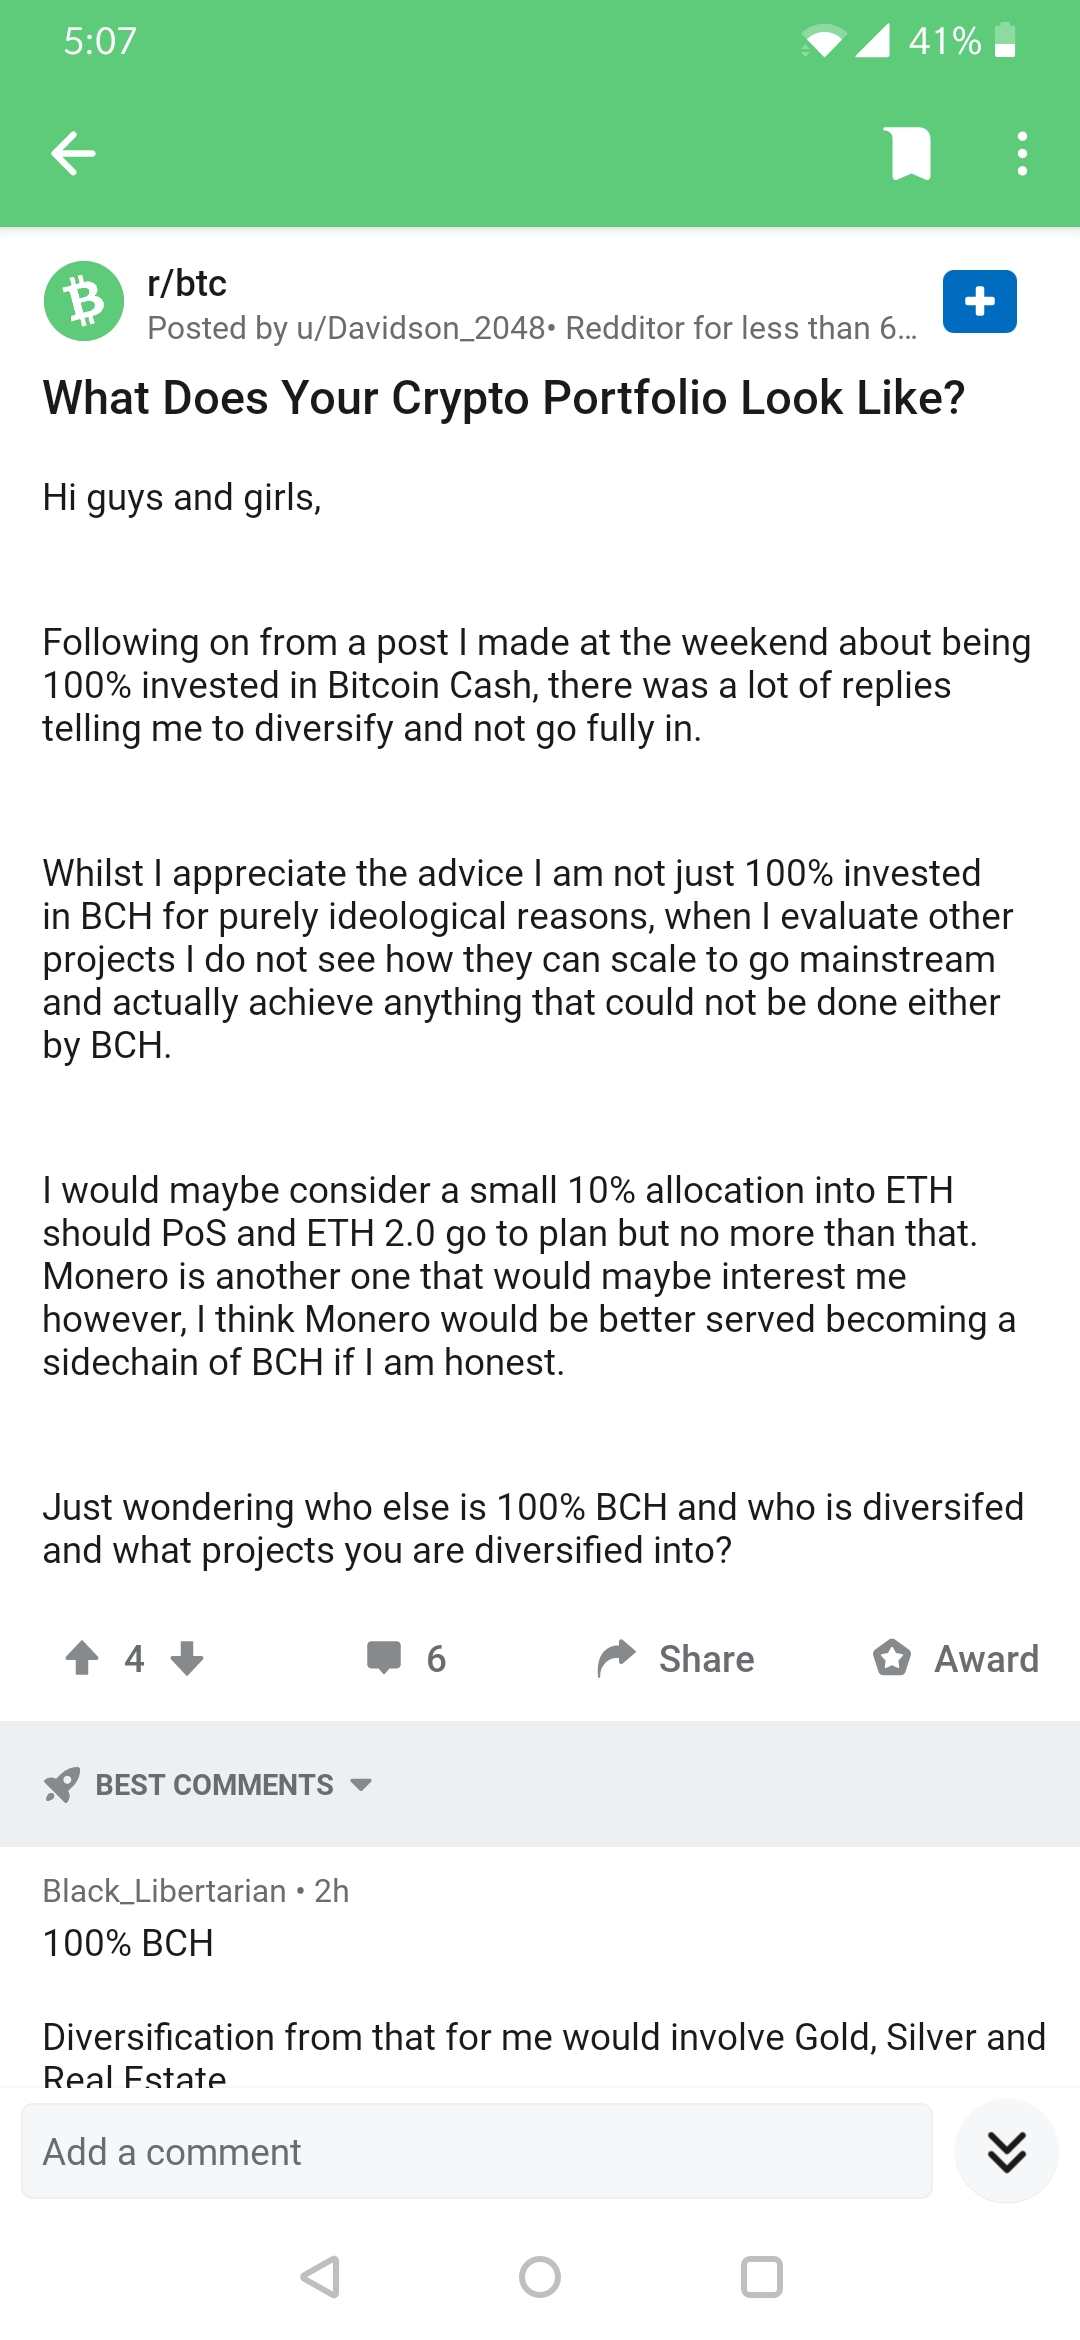 5:07
41%
r/btc
Posted by u/Davidson_2048• Redditor for less than 6...
What Does Your Crypto Portfolio Look Like?
Hi guys and girls,
Following on from a post I made at the weekend about being
100% invested in Bitcoin Cash, there was a lot of replies
telling me to diversify and not go fully in.
Whilst I appreciate the advice I am not just 100% invested
in BCH for purely ideological reasons, when I evaluate other
projects I do not see how they can scale to go mainstream
and actually achieve anything that could not be done either
by BCH.
I would maybe consider a small 10% allocation into ETH
should PoS and ETH 2.0 go to plan but no more than that.
Monero is another one that would maybe interest me
however, I think Monero would be better served becoming a
sidechain of BCH if I am honest.
Just wondering who else is 100% BCH and who is diversifed
and what projects you are diversified into?
4
6
Share
Award
BEST COMMENTS
Black_Libertarian • 2h
100% BCH
Diversification from that for me would involve Gold, Silver and
Real Estate
Add a comment